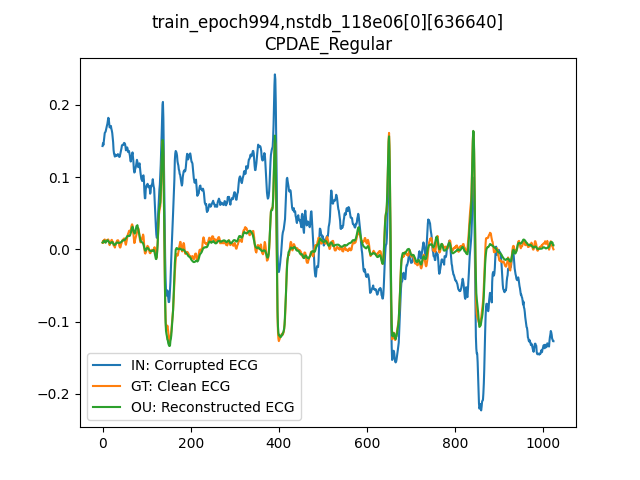 train_epoch994,nstdb_118e06[0][636640]
CPDAE_Regular
0.2
0.1
0.0
−0.1
−0.2
IN: Corrupted ECG
GT: Clean ECG
OU: Reconstructed ECG
0 200 400 600 800 1000